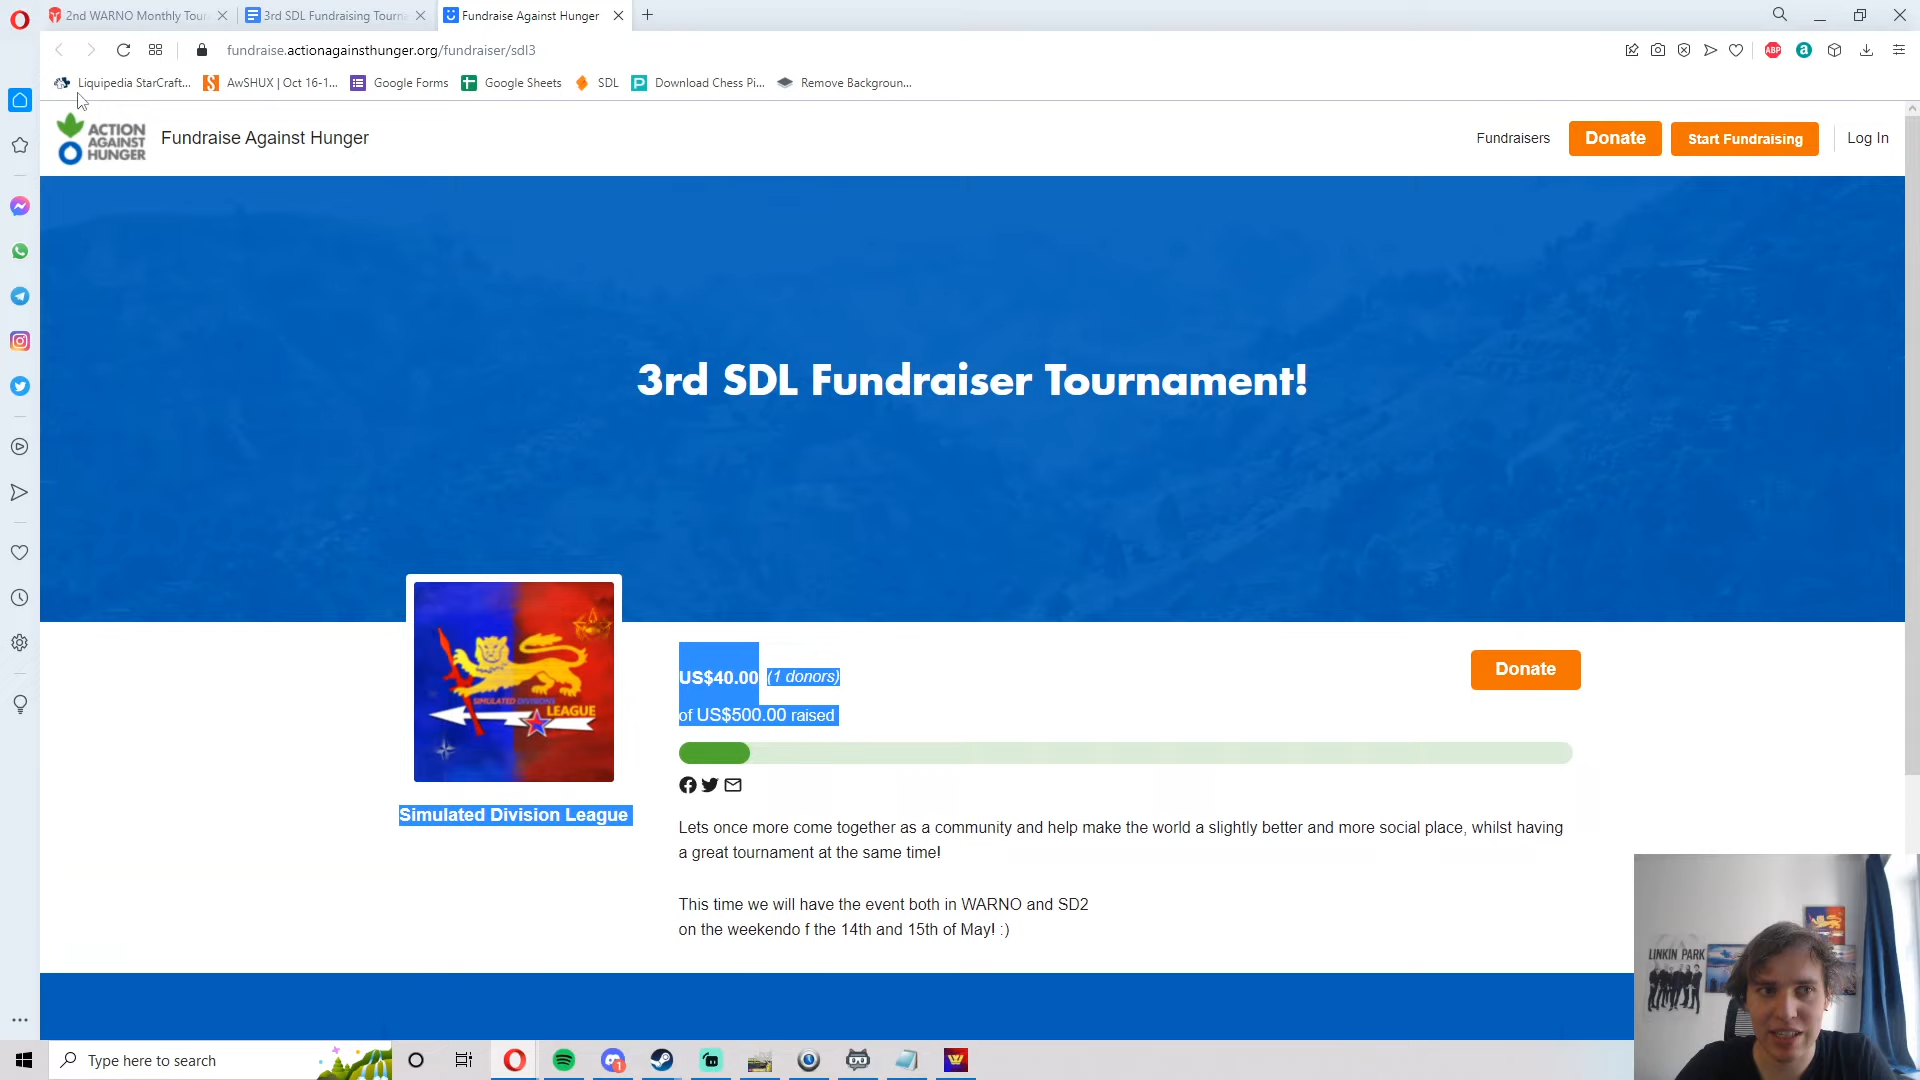 2nd WARNO Monthly Tour
3rd SDL Fundraising Tourna
Fundraise Against Hunger
fundraise.actionagainsthunger.org/fundraiser/sdl3
ABP
a
Liquipedia StarCraft...
AwSHUX | Oct 16-1...
Google Forms
Google Sheets
SDL
Download Chess Pi...
Remove Backgroun...
ACTION
AGAINST
HUNGER
Fundraise Against Hunger
Fundraisers
Donate
Start Fundraising
Log In
3rd SDL Fundraiser Tournament!
SIMULATED DIVISIONS
LEAGUE
Simulated Division League
US$40.00 (1 donors)
of US$500.00 raised
Donate
Lets once more come together as a community and help make the world a slightly better and more social place, whilst having
a great tournament at the same time!
This time we will have the event both in WARNO and SD2
on the weekendo f the 14th and 15th of May! :)
LINKIN PARK
Type here to search
1
W